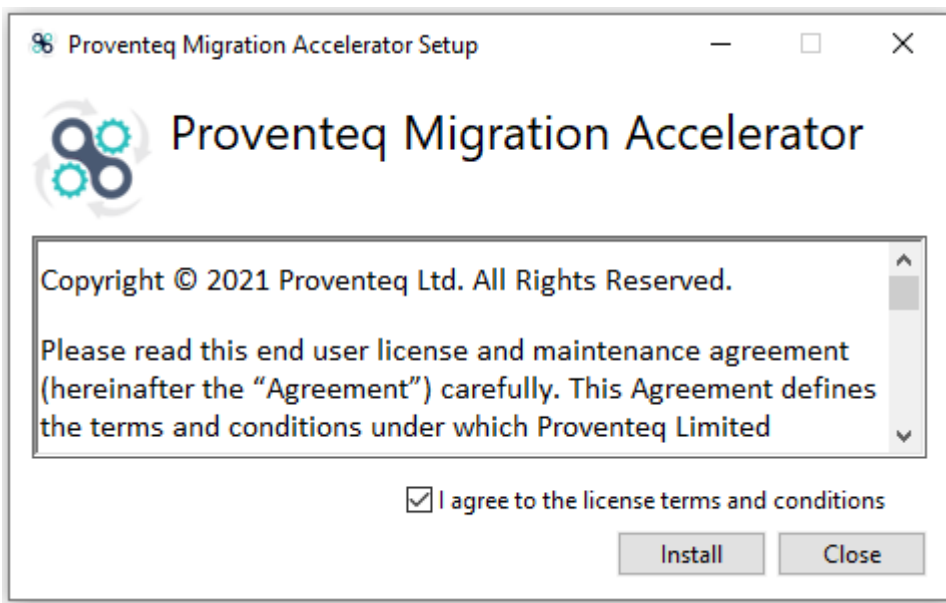 Proventeq Migration Accelerator Setup
Proventeq Migration Accelerator
Copyright © 2021 Proventeq Ltd. All Rights Reserved.
Please read this end user license and maintenance agreement
(hereinafter the “Agreement”) carefully. This Agreement defines
the terms and conditions under which Proventeq Limited
I agree to the license terms and conditions
Install
Close